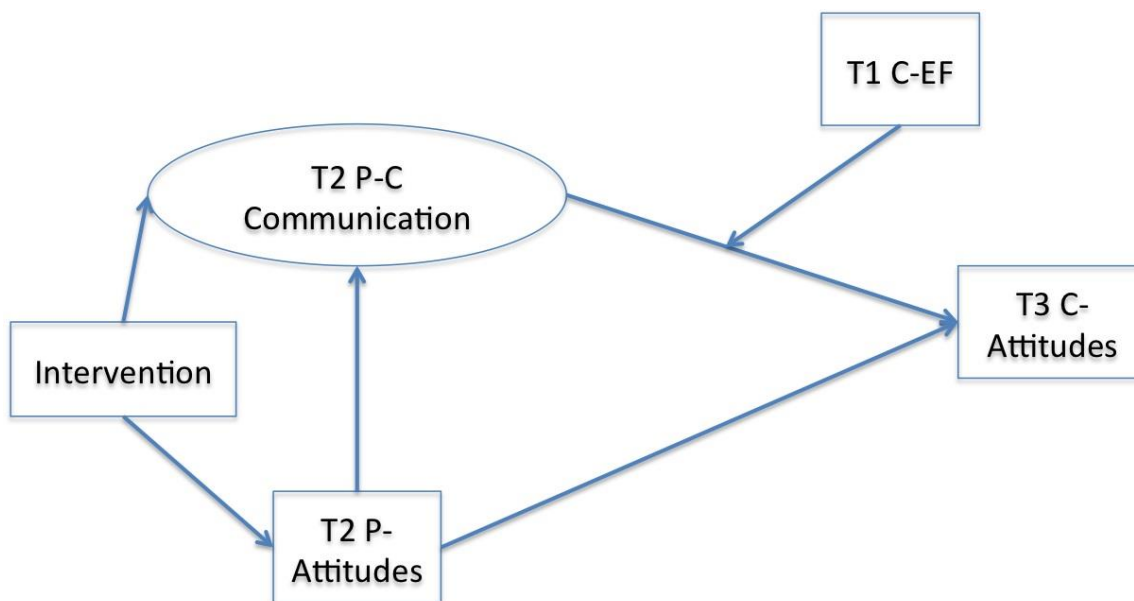 T1 C-EF
T2 P-C
Communication
T3 C-
Attitudes
Intervention
T2 P-
Attitudes